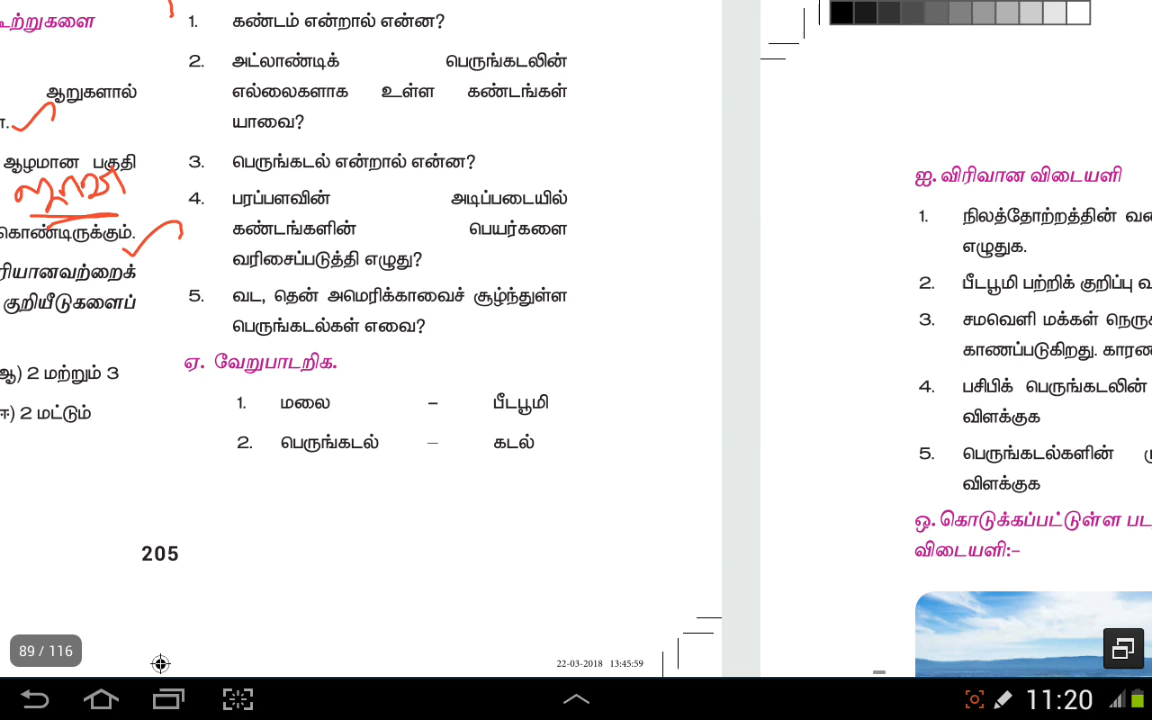 கூற்றுகளை
ஆறுகளால்
ஆழமான பகுதி
ஜாவா
கொண்டிருக்கும்.
ரியானவற்றைக்
குறியீடுகளைப்
ஆ) 2 மற்றும் 3
ஈ) 2 மட்டும்
1. கண்டம் என்றால் என்ன?
2. அட்லாண்டிக் பெருங்கடலின்
எல்லைகளாக உள்ள கண்டங்கள்
யாவை?
3. பெருங்கடல் என்றால் என்ன?
4. பரப்பளவின் அடிப்படையில்
கண்டங்களின் பெயர்களை
வரிசைப்படுத்தி எழுது?
5. வட, தென் அமெரிக்காவைச் சூழ்ந்துள்ள
பெருங்கடல்கள் எவை?
ஏ. வேறுபாடறிக.
1. மலை – பீடபூமி
2. பெருங்கடல் – கடல்
205
89 / 116
22-03-2018 13:45:59
ஐ. விரிவான விடையளி
1. நிலத்தோற்றத்தின் வ
எழுதுக.
2. பீடபூமி பற்றிக் குறிப்பு வ
3. சமவெளி மக்கள் நெருக
காணப்படுகிறது. காரண
4. பசிபிக் பெருங்கடலின்
விளக்குக
5. பெருங்கடல்களின் மு
விளக்குக
ஒ. கொடுக்கப்பட்டுள்ள பட
விடையளி:-
11:20